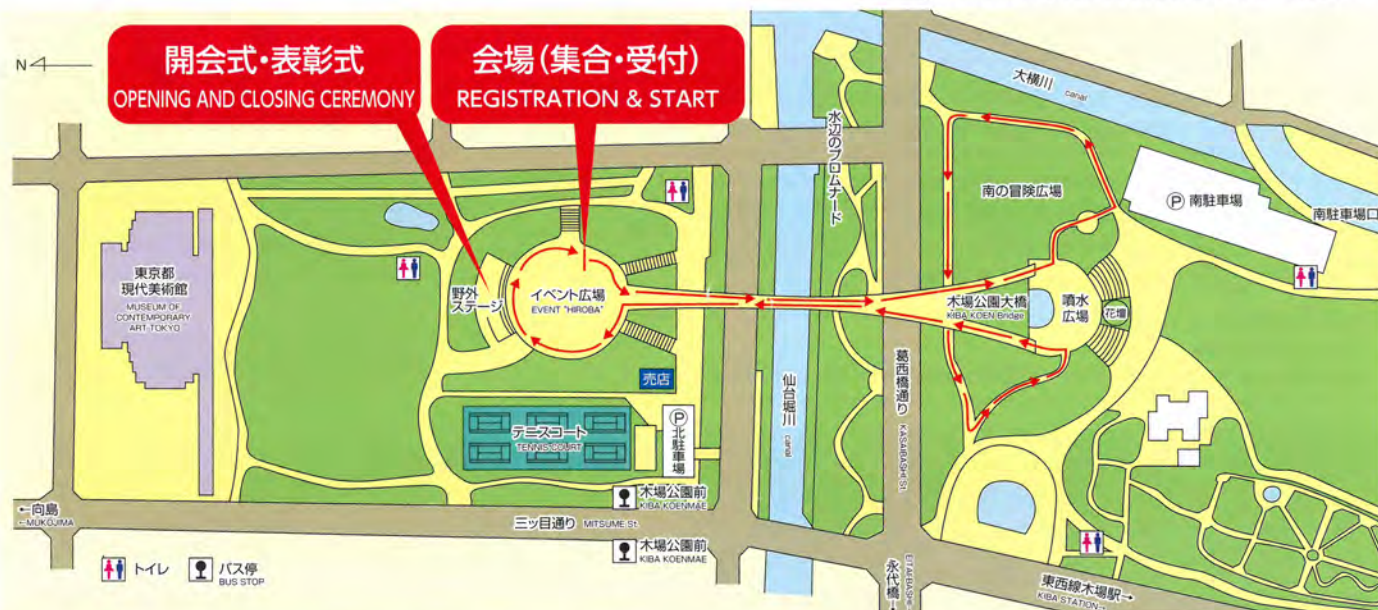 開会式・表彰式
OPENING AND CLOSING CEREMONY
会場(集合・受付)
REGISTRATION & START
N
大横川
canal
水辺のプロムナード
南の冒険広場
P 南駐車場
南駐車場口
東京都
現代美術館
MUSEUM OF
CONTEMPORARY
ART TOKYO
野外
ステージ
イベント広場
EVENT "HIROBA"
木場公園大橋
KIBA KOEN Bridge
噴水
広場
花壇
売店
仙台堀川
canal
葛西橋通り
KASAIBASHI St.
テニスコート
TENNIS COURT
P 北駐車場
木場公園前
KIBA KOENMAE
←向島
←MUKOJIMA
三ッ目通り MITSUME St.
木場公園前
KIBA KOENMAE
トイレ
バス停
BUS STOP
永代橋→
東西線木場駅→
KIBA STATION→